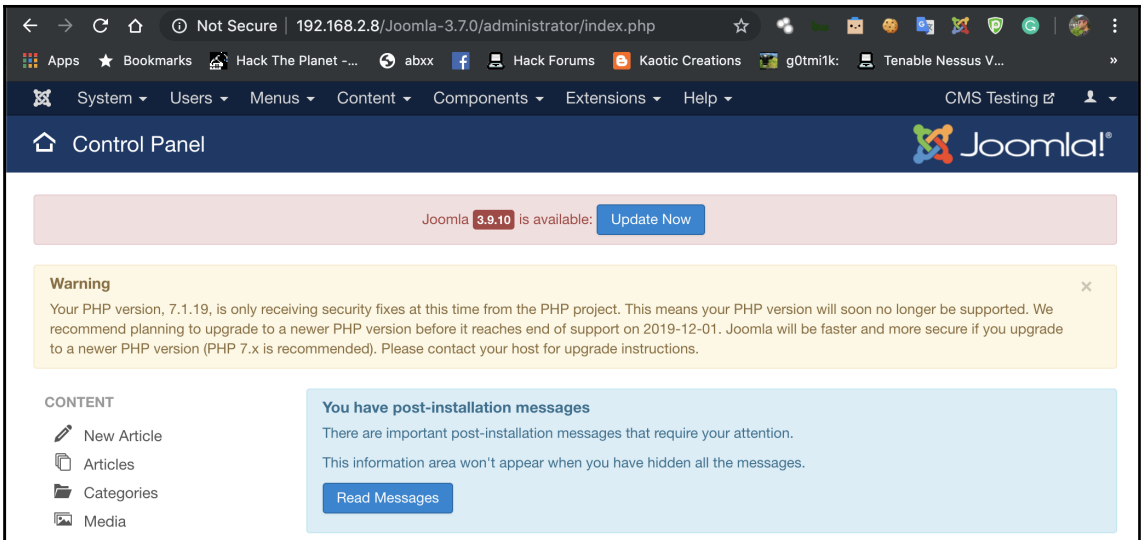 Not Secure | 192.168.2.8/Joomla-3.7.0/administrator/index.php
Apps Bookmarks Hack The Planet -... abxx Hack Forums Kaotic Creations g0tmi1k: Tenable Nessus V... »
System Users Menus Content Components Extensions Help CMS Testing
Control Panel Joomla!®
Joomla 3.9.10 is available: Update Now
Warning ×
Your PHP version, 7.1.19, is only receiving security fixes at this time from the PHP project. This means your PHP version will soon no longer be supported. We
recommend planning to upgrade to a newer PHP version before it reaches end of support on 2019-12-01. Joomla will be faster and more secure if you upgrade
to a newer PHP version (PHP 7.x is recommended). Please contact your host for upgrade instructions.
CONTENT
New Article
Articles
Categories
Media
You have post-installation messages
There are important post-installation messages that require your attention.
This information area won't appear when you have hidden all the messages.
Read Messages